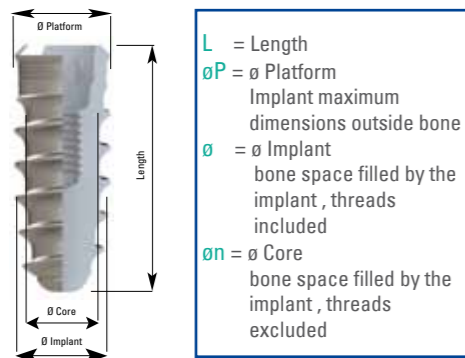 Ø Platform
Length
Ø Core
Ø Implant
L = Length
øP = ø Platform
Implant maximum
dimensions outside bone
ø = ø Implant
bone space filled by the
implant , threads
included
øn = ø Core
bone space filled by the
implant , threads
excluded